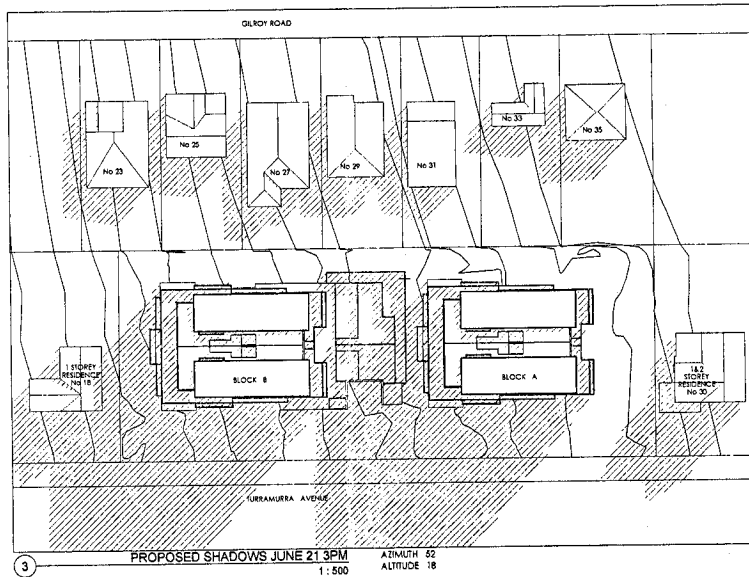 GILROY ROAD
No 23
No 25
No 27
No 29
No 31
No 33
No 35
1 STOREY
RESIDENCE
No 18
BLOCK B
BLOCK A
1&2
STOREY
RESIDENCE
No 30
TURRAMURRA AVENUE
3
PROPOSED SHADOWS JUNE 21 3PM
1 : 500
AZIMUTH 52
ALTITUDE 18